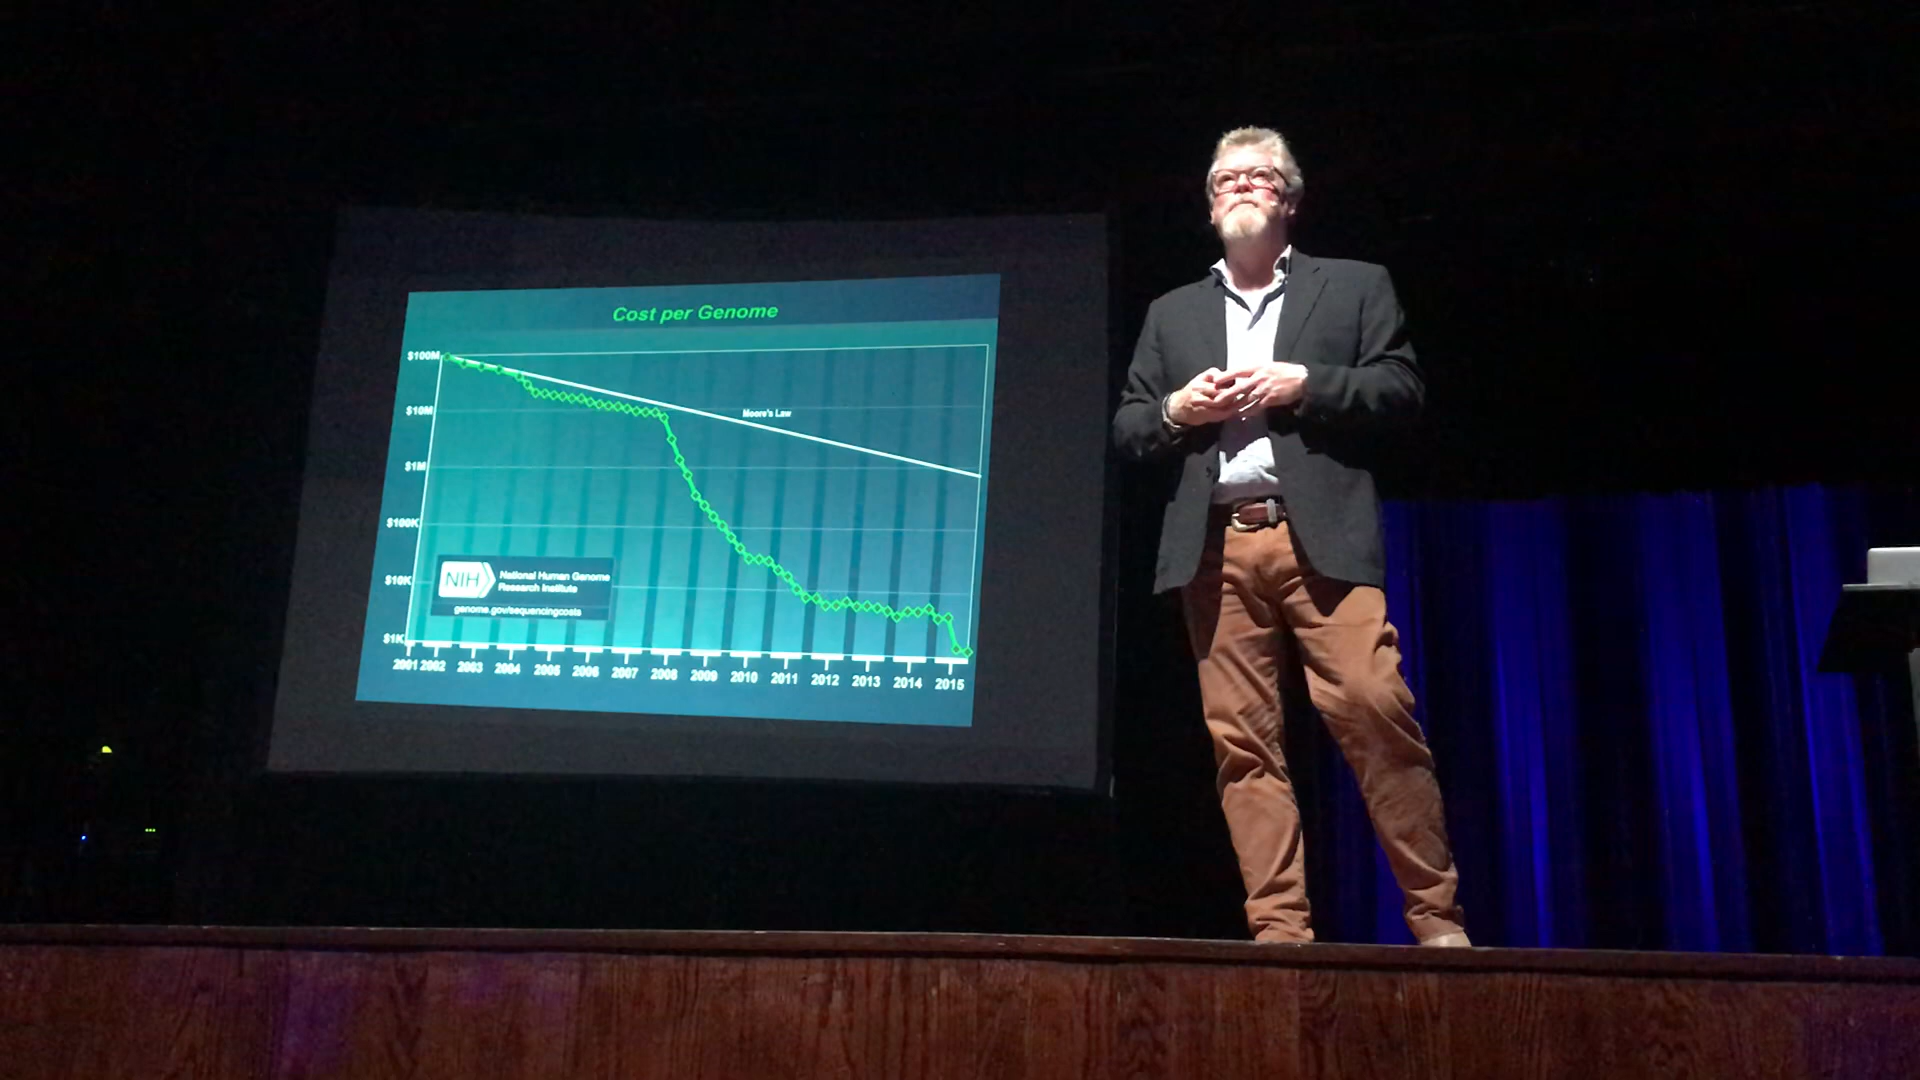 Cost per Genome
$100M
$10M
$1M
$100K
$10K
$1K
Moore's Law
NIH
National Human Genome
Research Institute
genome.gov/sequencingcosts
2001 2002 2003 2004 2005 2006 2007 2008 2009 2010 2011 2012 2013 2014 2015